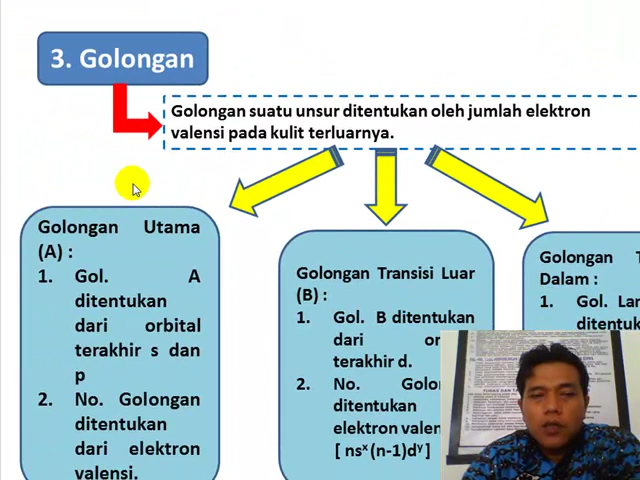 3. Golongan
Golongan suatu unsur ditentukan oleh jumlah elektron
valensi pada kulit terluarnya.
Golongan Utama
(A) :
1. Gol. A
ditentukan
dari orbital
terakhir s dan
p
2. No. Golongan
ditentukan
dari elektron
valensi.
Golongan Transisi Luar
(B) :
1. Gol. B ditentukan
dari
terakhir d.
2. No.
ditentukan
elektron
[ nsˣ (n-1)dʸ ]
Golongan
Dalam :
1. Gol.